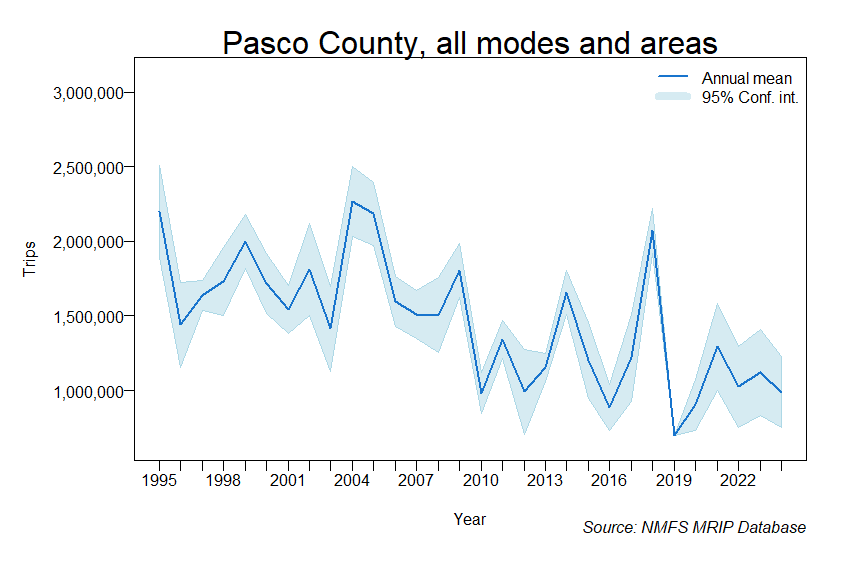 Pasco County, all modes and areas
Annual mean
95% Conf. int.
3,000,000
2,500,000
2,000,000
1,500,000
1,000,000
Trips
1995 1998 2001 2004 2007 2010 2013 2016 2019 2022
Year
Source: NMFS MRIP Database